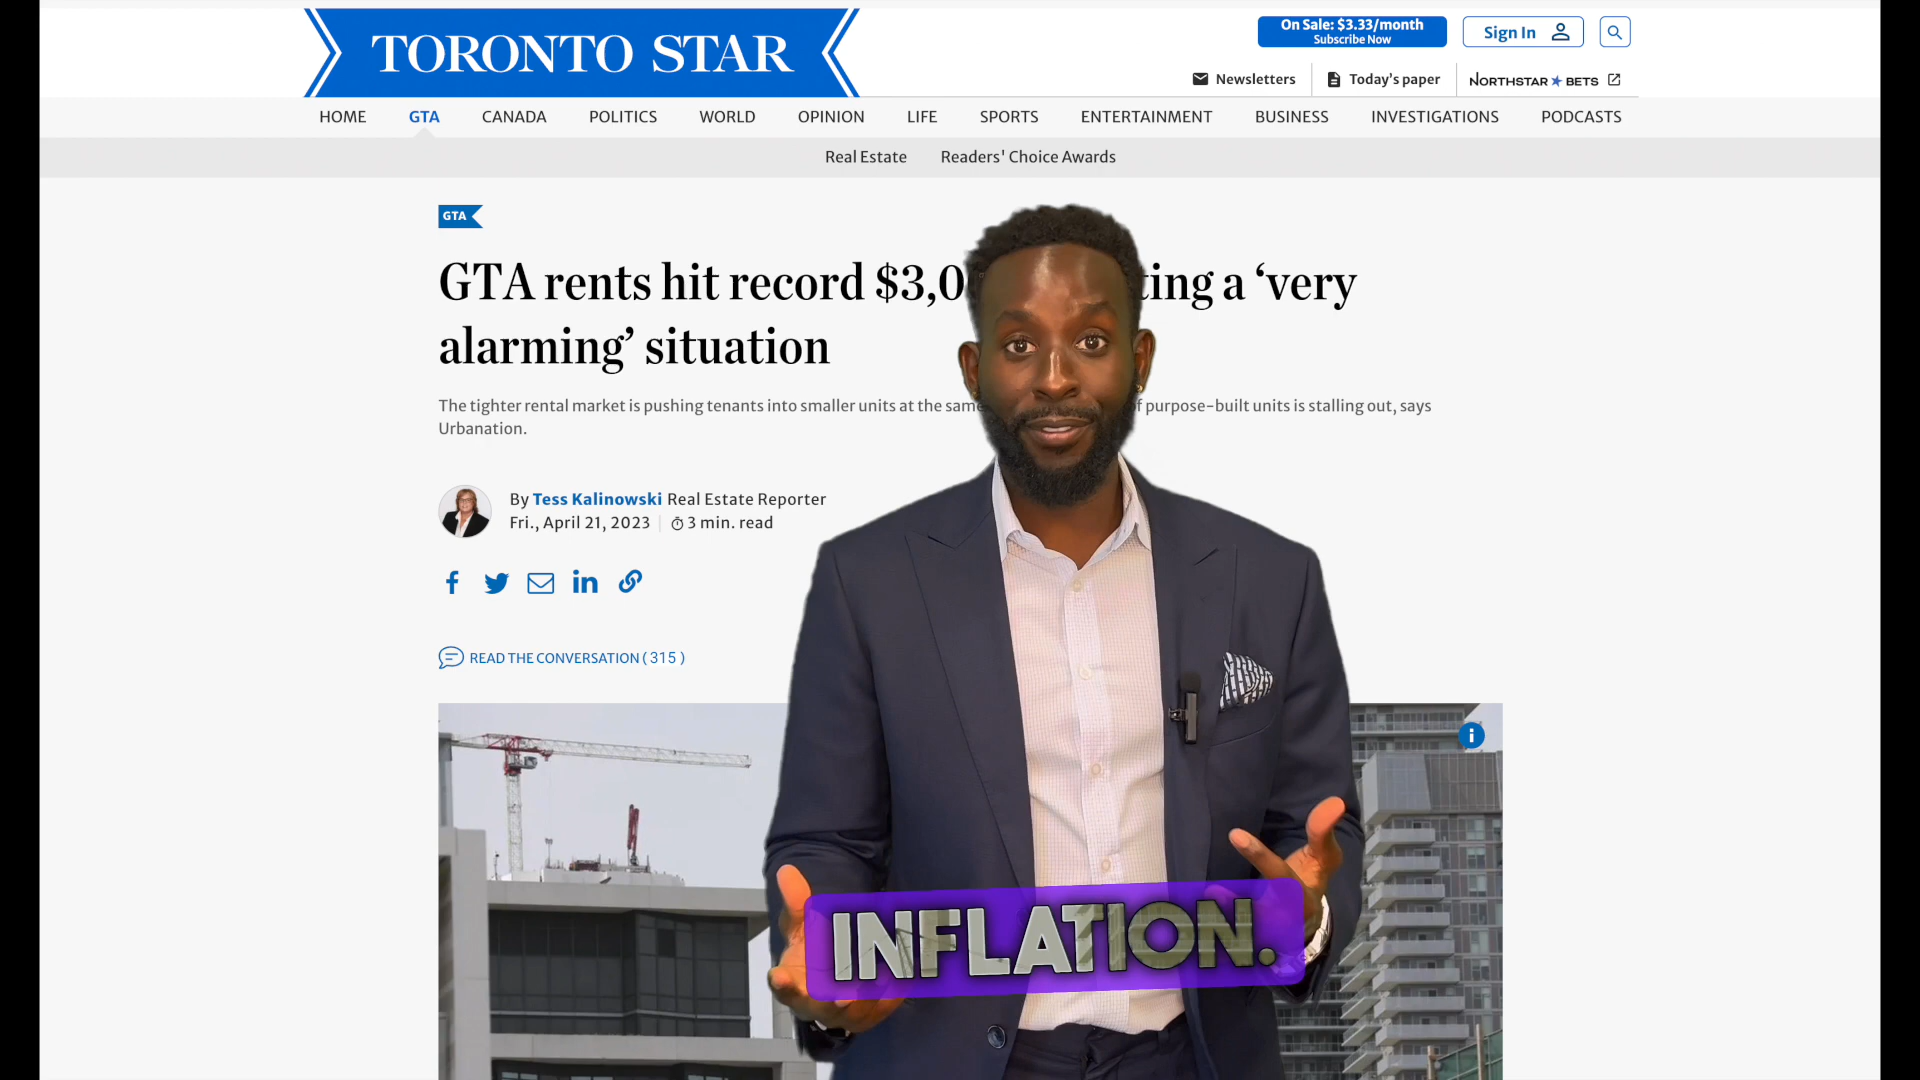 TORONTO STAR
On Sale: $3.33/month
Subscribe Now
Sign In
Newsletters
Today's paper
NORTHSTAR BETS
HOME GTA CANADA POLITICS WORLD OPINION LIFE SPORTS ENTERTAINMENT BUSINESS INVESTIGATIONS PODCASTS
Real Estate Readers' Choice Awards
GTA
GTA rents hit record $3,0 ting a ‘very
alarming’ situation
The tighter rental market is pushing tenants into smaller units at the same of purpose-built units is stalling out, says
Urbanation.
By Tess Kalinowski Real Estate Reporter
Fri., April 21, 2023 3 min. read
READ THE CONVERSATION ( 315 )
INFLATION.